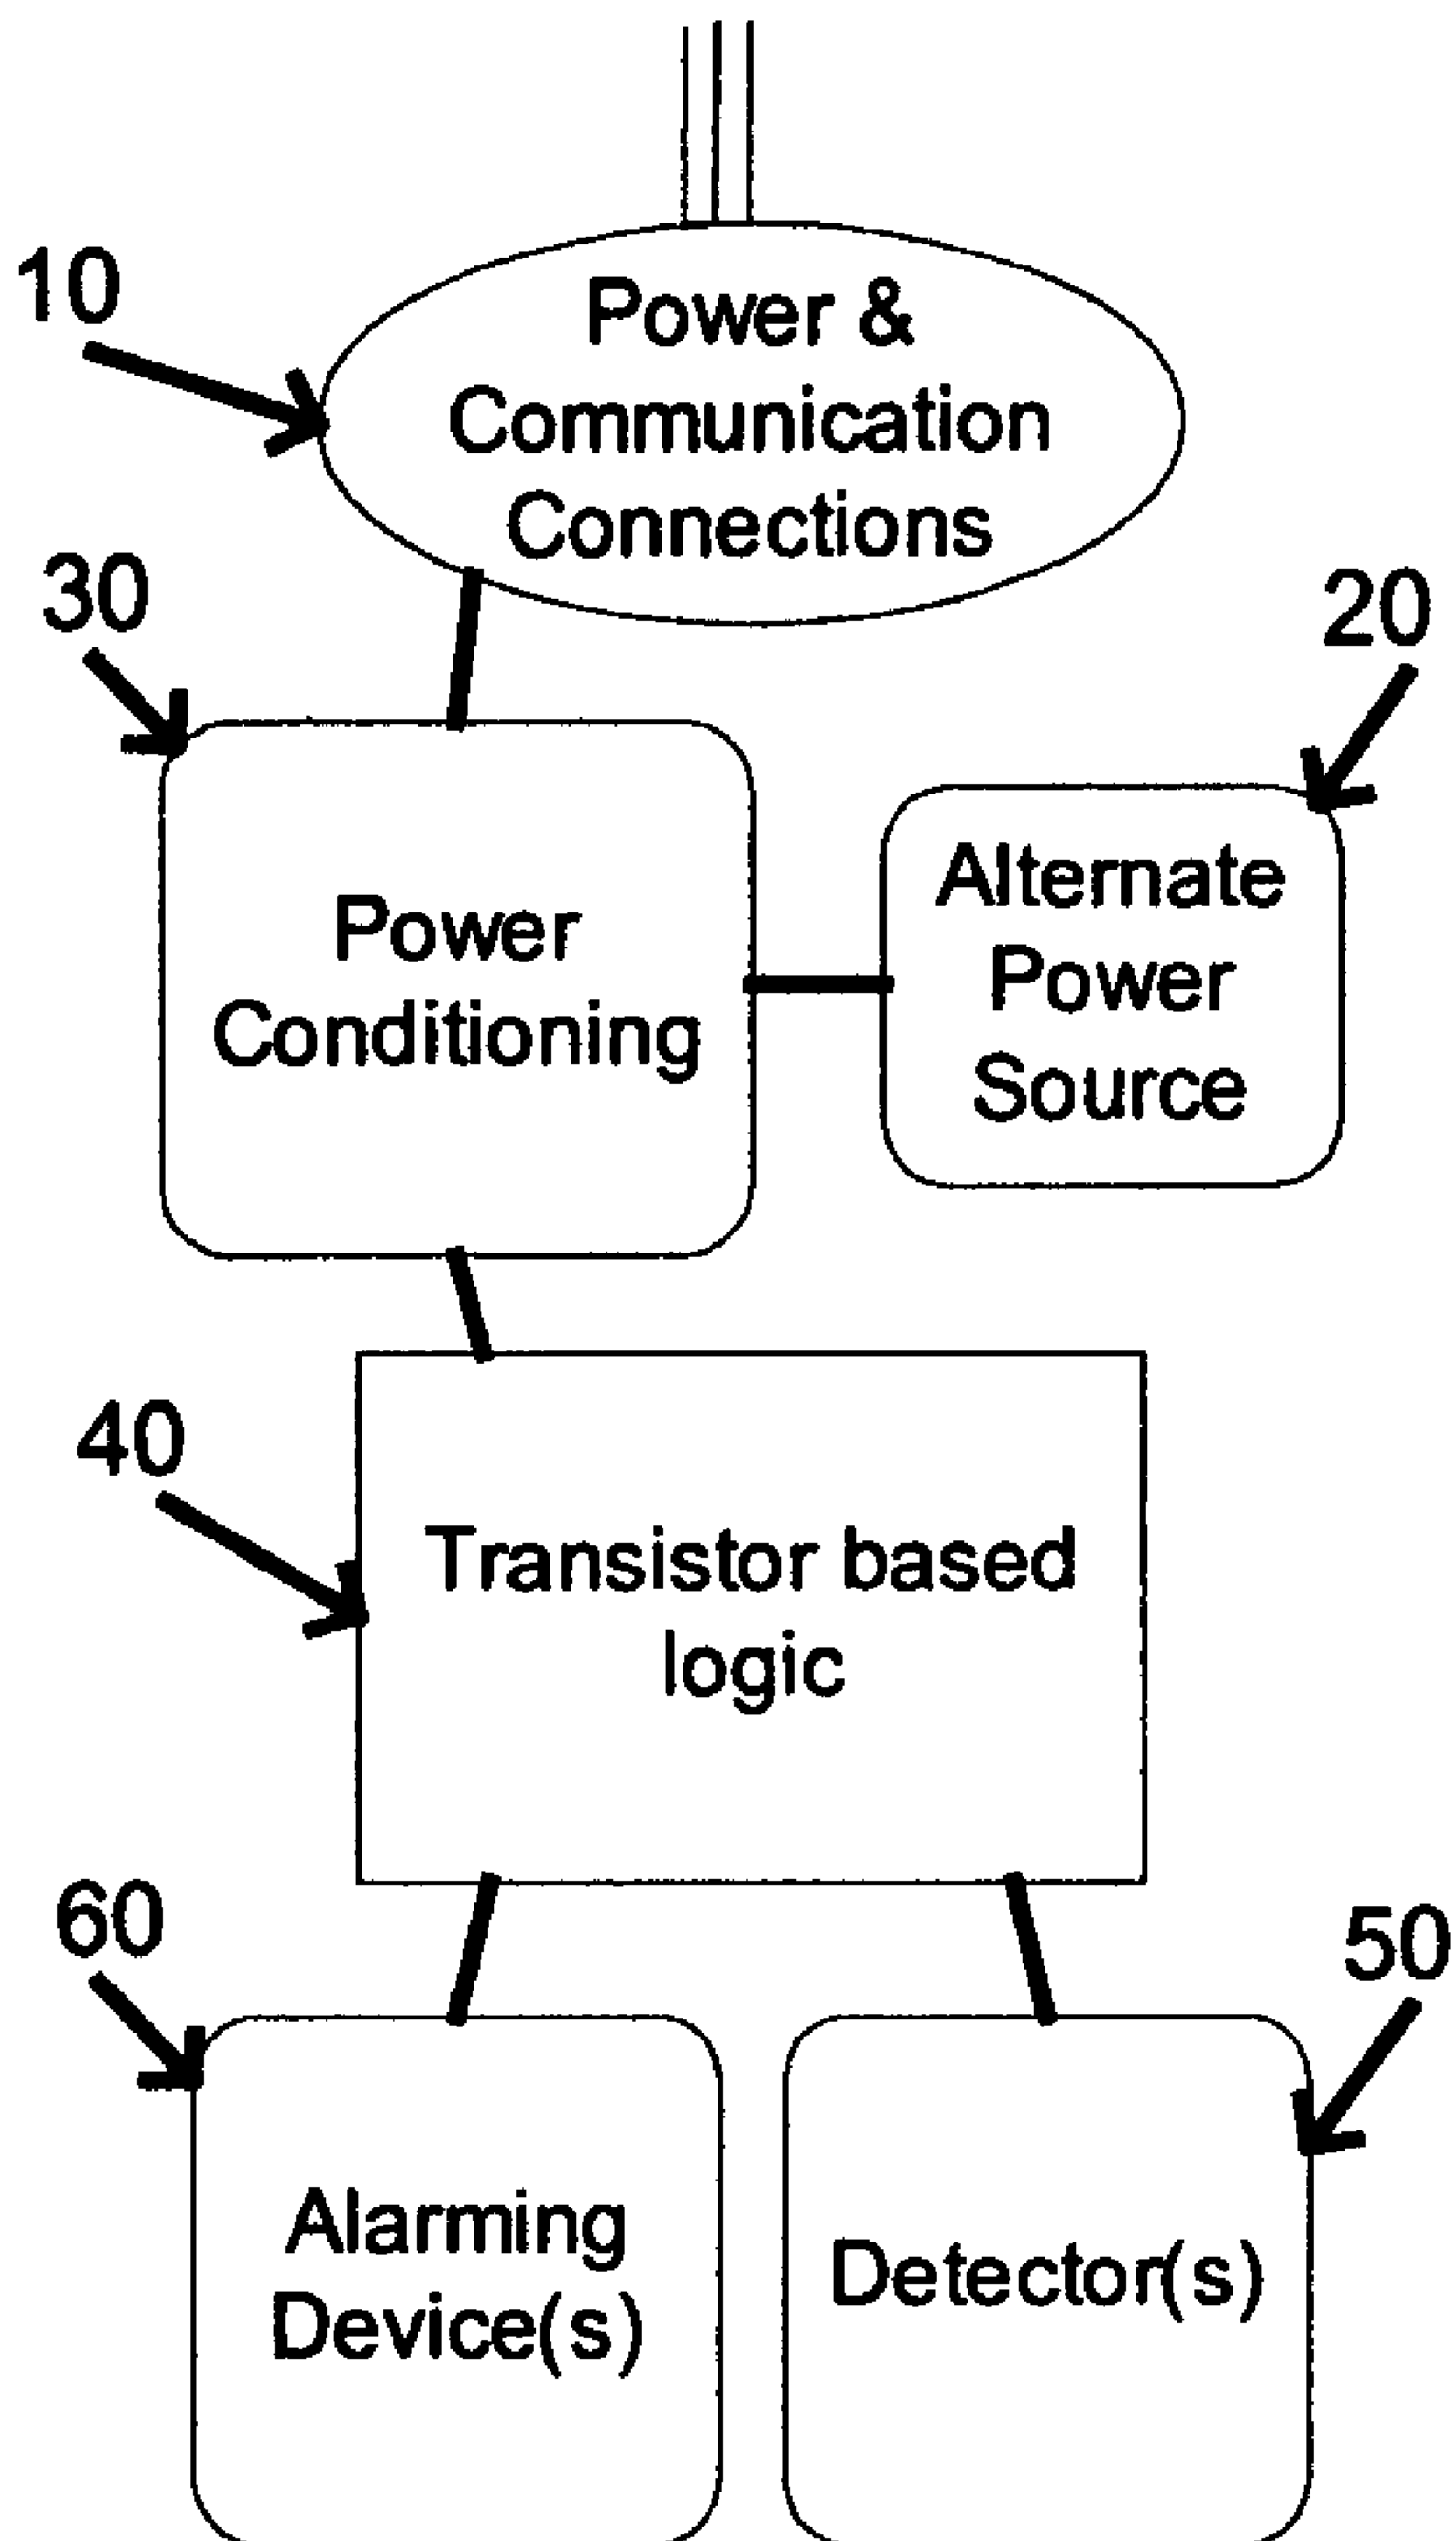 10
Power &
Communication
Connections
30
20
Power
Conditioning
Alternate
Power
Source
40
Transistor based
logic
60
50
Alarming
Device(s)
Detector(s)